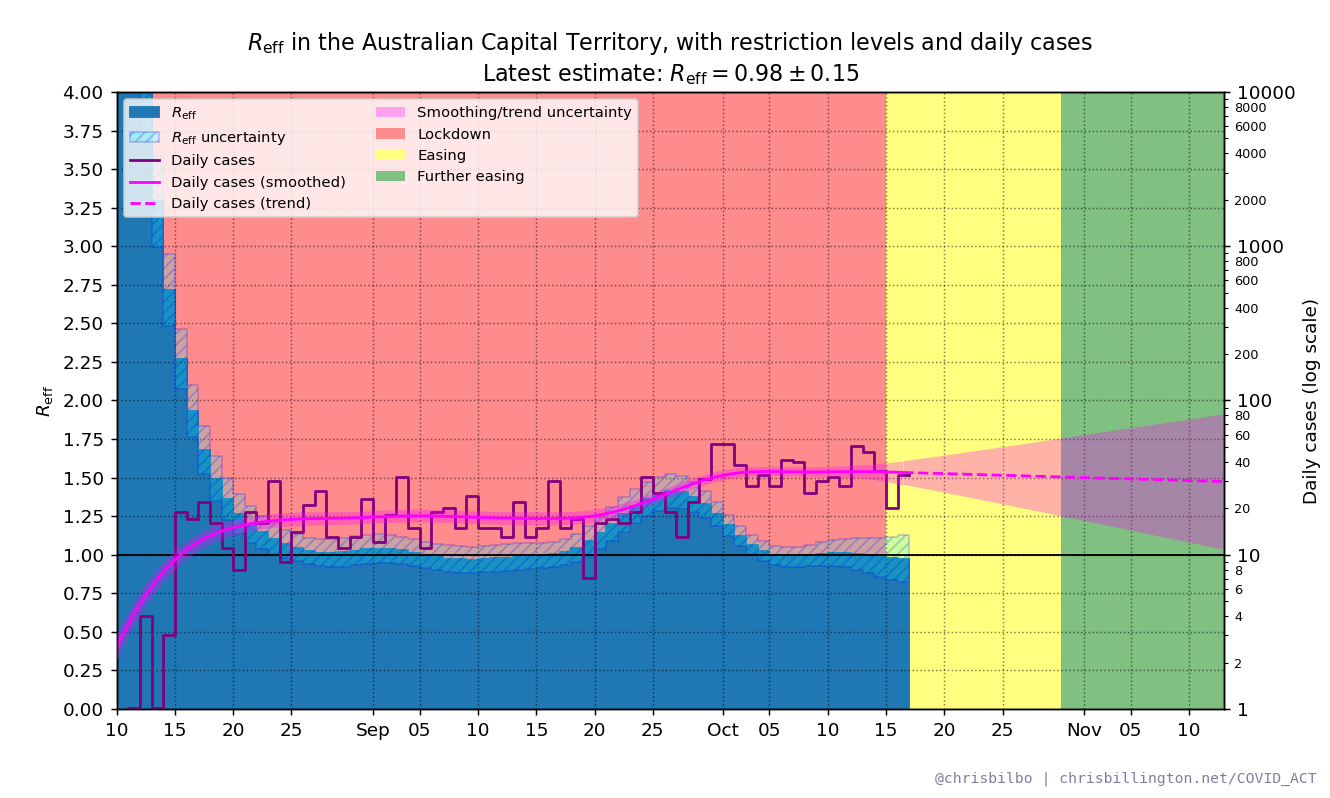 Reff in the Australian Capital Territory, with restriction levels and daily cases
Latest estimate: Reff = 0.98 ± 0.15
Reff
Reff uncertainty
Daily cases
Daily cases (smoothed)
Daily cases (trend)
Smoothing/trend uncertainty
Lockdown
Easing
Further easing
Reff
4.00
3.75
3.50
3.25
3.00
2.75
2.50
2.25
2.00
1.75
1.50
1.25
1.00
0.75
0.50
0.25
0.00
10000
8000
6000
4000
2000
1000
800
600
400
200
100
80
60
40
20
10
8
6
4
2
1
Daily cases (log scale)
10 15 20 25 Sep 05 10 15 20 25 Oct 05 10 15 20 25 Nov 05 10
@chrisbilbo | chrisbillington.net/COVID_ACT